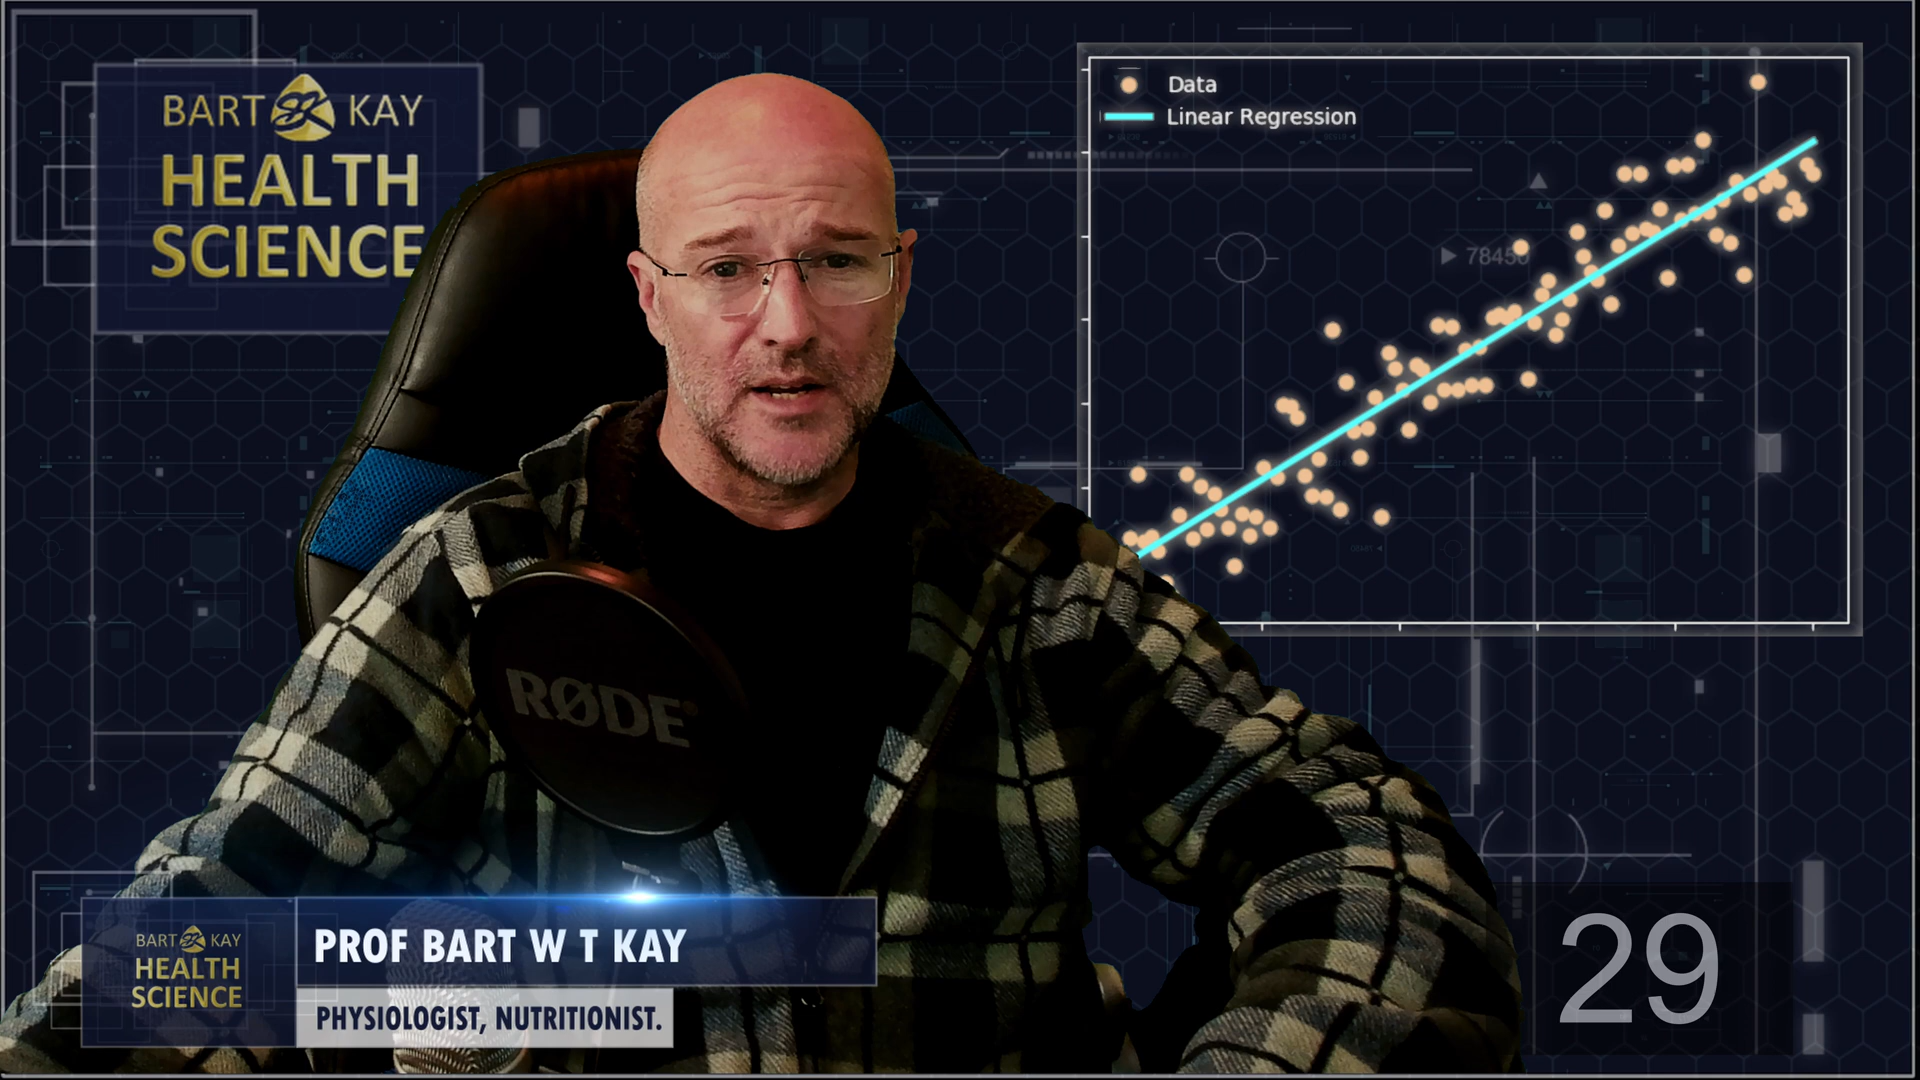 BART KAY
HEALTH
SCIENCE
Data
Linear Regression
78450
RØDE
BART KAY
HEALTH
SCIENCE
PROF BART W T KAY
PHYSIOLOGIST, NUTRITIONIST.
29